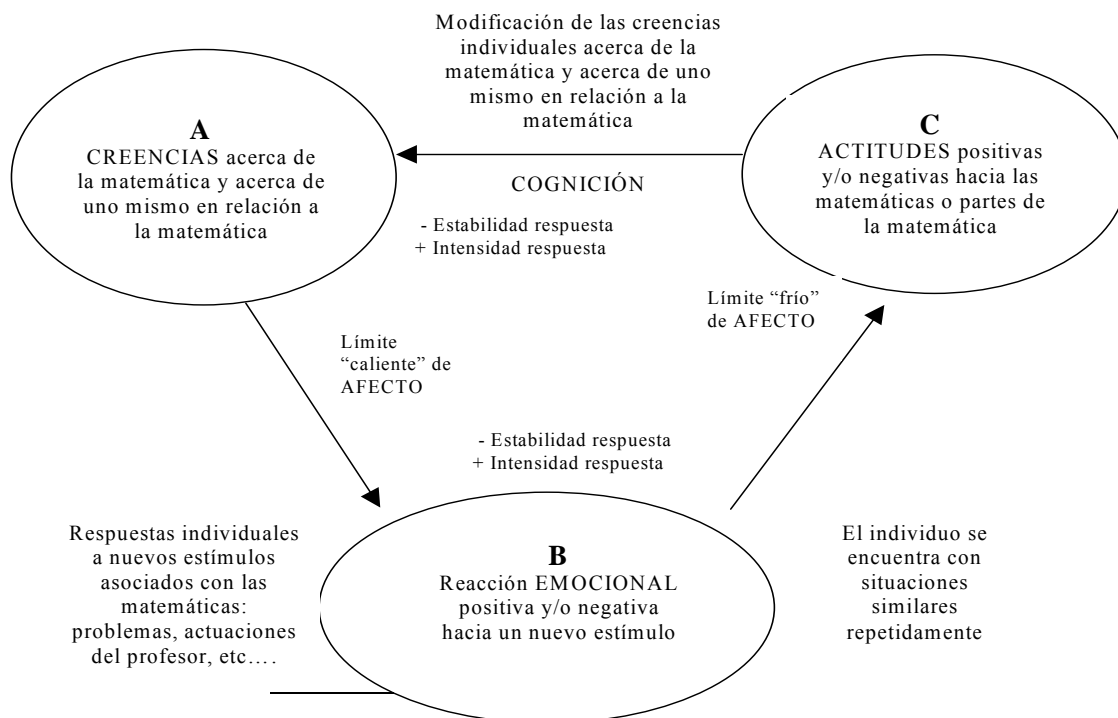 Modificación de las creencias
individuales acerca de la
matemática y acerca de uno
mismo en relación a la
matemática
A
CREENCIAS acerca de
la matemática y acerca de
uno mismo en relación a
la matemática
C
ACTITUDES positivas
y/o negativas hacia las
matemáticas o partes de
la matemática
COGNICIÓN
- Estabilidad respuesta
+ Intensidad respuesta
Límite “frío”
de AFECTO
Límite
“caliente” de
AFECTO
- Estabilidad respuesta
+ Intensidad respuesta
Respuestas individuales
a nuevos estímulos
asociados con las
matemáticas:
problemas, actuaciones
del profesor, etc….
B
Reacción EMOCIONAL
positiva y/o negativa
hacia un nuevo estímulo
El individuo se
encuentra con
situaciones
similares
repetidamente